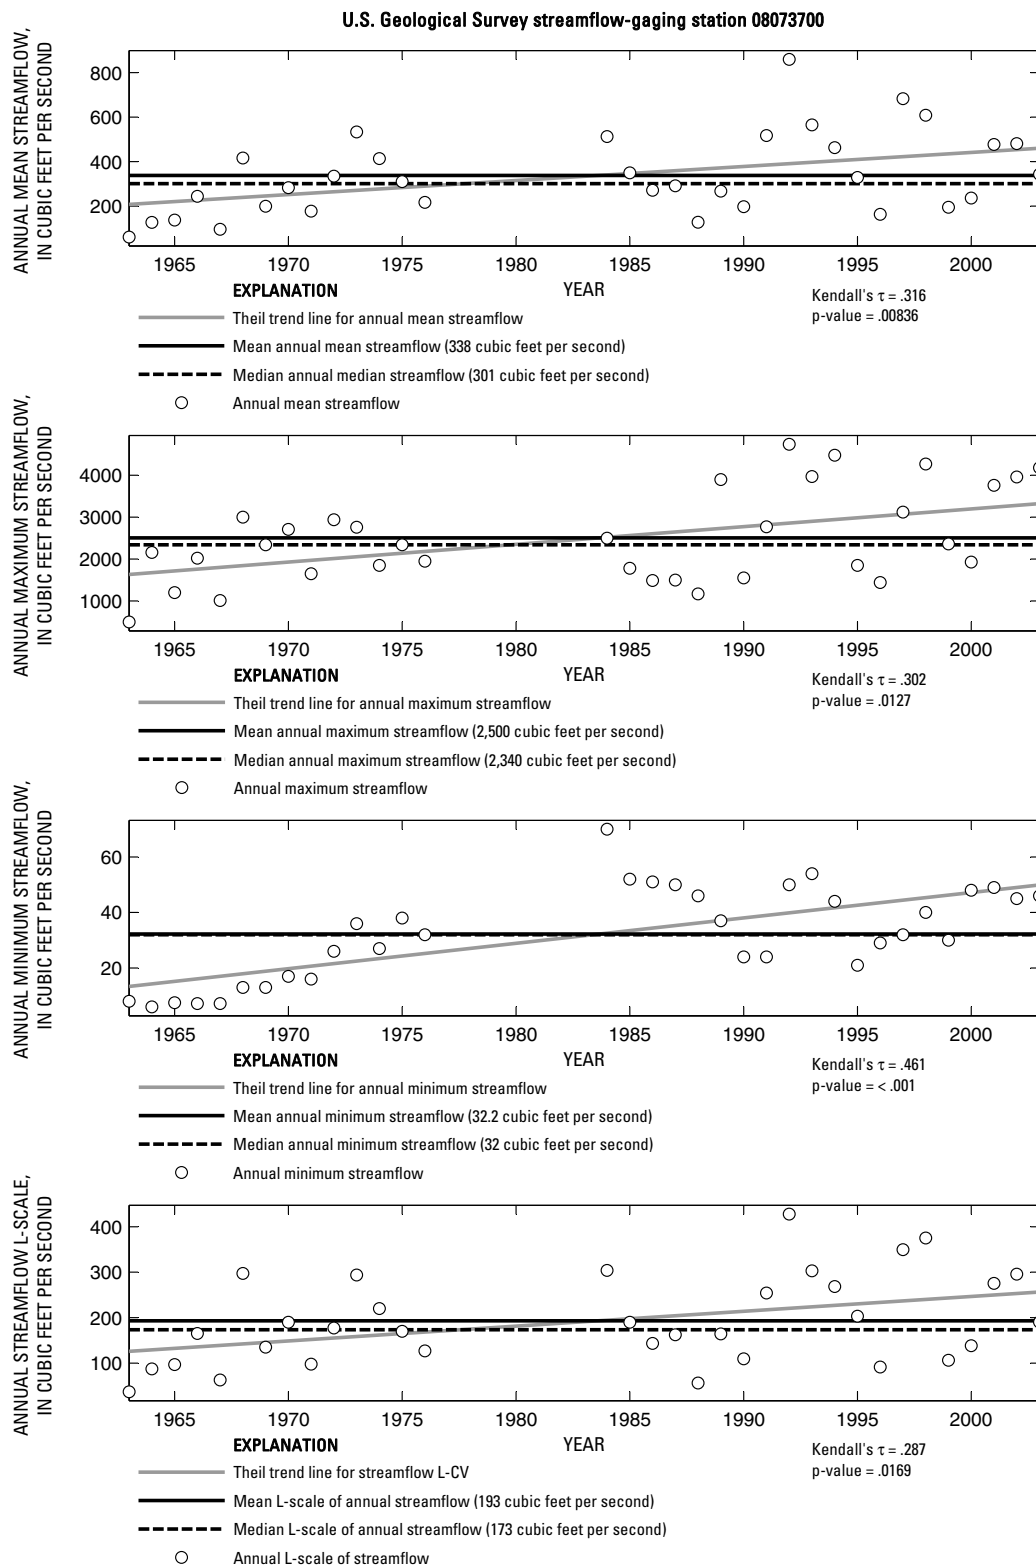 U.S. Geological Survey streamflow-gaging station 08073700
ANNUAL MEAN STREAMFLOW,
IN CUBIC FEET PER SECOND
800
600
400
200
1965 1970 1975 1980 1985 1990 1995 2000
YEAR
EXPLANATION
Theil trend line for annual mean streamflow
Mean annual mean streamflow (338 cubic feet per second)
Median annual median streamflow (301 cubic feet per second)
Annual mean streamflow
Kendall's τ = .316
p-value = .00836
ANNUAL MAXIMUM STREAMFLOW,
IN CUBIC FEET PER SECOND
4000
3000
2000
1000
1965 1970 1975 1980 1985 1990 1995 2000
YEAR
EXPLANATION
Theil trend line for annual maximum streamflow
Mean annual maximum streamflow (2,500 cubic feet per second)
Median annual maximum streamflow (2,340 cubic feet per second)
Annual maximum streamflow
Kendall's τ = .302
p-value = .0127
ANNUAL MINIMUM STREAMFLOW,
IN CUBIC FEET PER SECOND
60
40
20
1965 1970 1975 1980 1985 1990 1995 2000
YEAR
EXPLANATION
Theil trend line for annual minimum streamflow
Mean annual minimum streamflow (32.2 cubic feet per second)
Median annual minimum streamflow (32 cubic feet per second)
Annual minimum streamflow
Kendall's τ = .461
p-value = < .001
ANNUAL STREAMFLOW L-SCALE,
IN CUBIC FEET PER SECOND
400
300
200
100
1965 1970 1975 1980 1985 1990 1995 2000
YEAR
EXPLANATION
Theil trend line for streamflow L-CV
Mean L-scale of annual streamflow (193 cubic feet per second)
Median L-scale of annual streamflow (173 cubic feet per second)
Annual L-scale of streamflow
Kendall's τ = .287
p-value = .0169